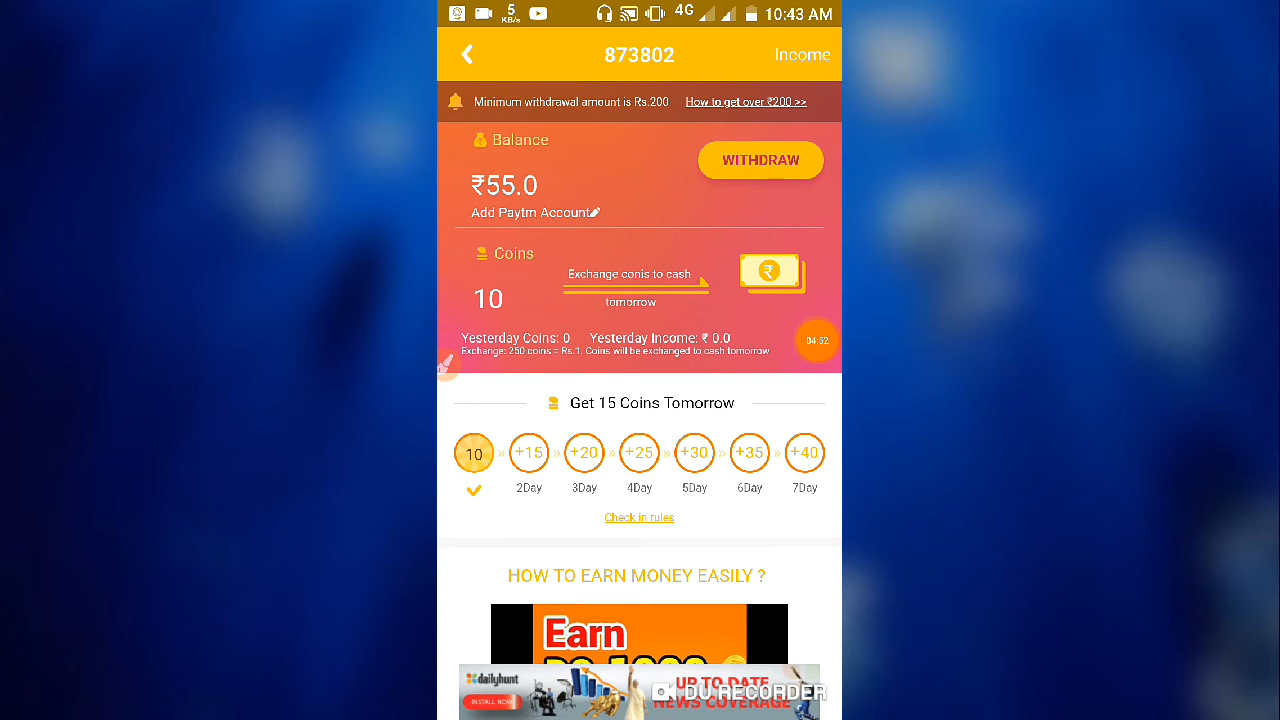 5
KB/s
4G
10:43 AM
873802
Income
Minimum withdrawal amount is Rs.200 How to get over ₹200 >>
Balance
WITHDRAW
₹55.0
Add Paytm Account
Coins
Exchange conis to cash
10
tomorrow
Yesterday Coins: 0 Yesterday Income: ₹ 0.0
04:52
Exchange: 250 coins = Rs.1. Coins will be exchanged to cash tomorrow
Get 15 Coins Tomorrow
10 » +15 » +20 » +25 » +30 » +35 » +40
2Day 3Day 4Day 5Day 6Day 7Day
Check in rules
HOW TO EARN MONEY EASILY ?
Earn
dailyhunt
INSTALL NOW
UP TO DATE
NEWS COVERAGE
DU RECORDER